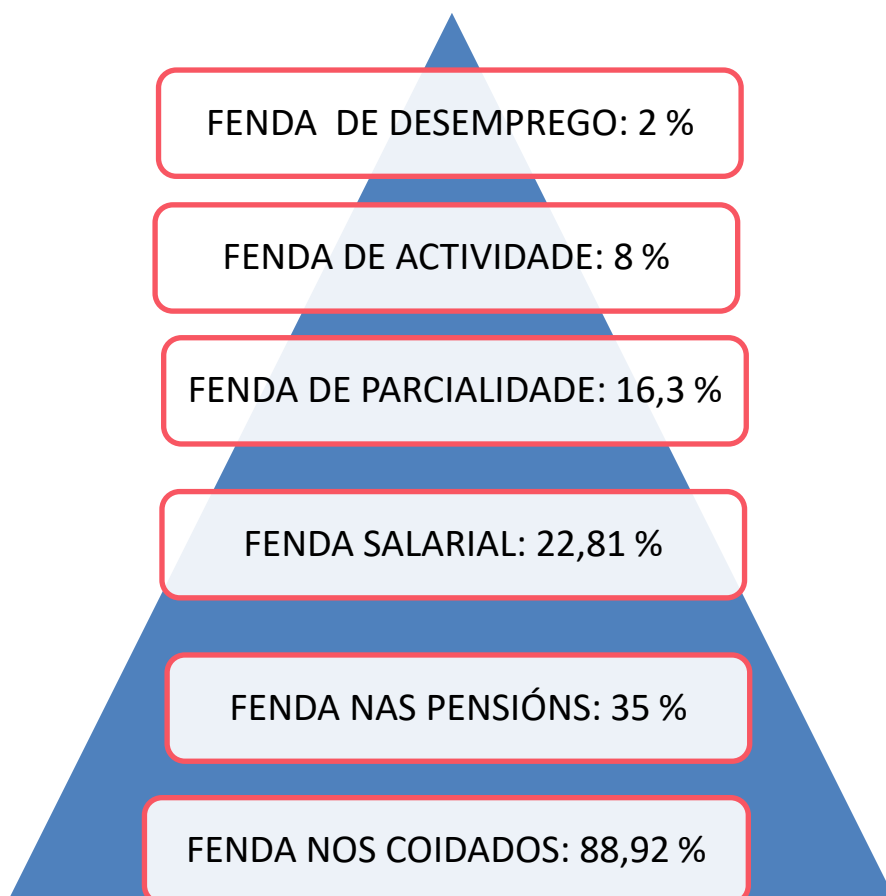 FENDA DE DESEMPREGO: 2 %
FENDA DE ACTIVIDADE: 8 %
FENDA DE PARCIALIDADE: 16,3 %
FENDA SALARIAL: 22,81 %
FENDA NAS PENSIÓNS: 35 %
FENDA NOS COIDADOS: 88,92 %